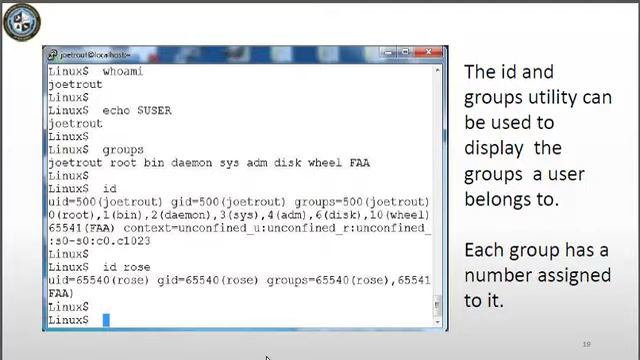 joetrout@localhost:~
Linux$ whoami
joetrout
Linux$
Linux$ echo $USER
joetrout
Linux$
Linux$ groups
joetrout root bin daemon sys adm disk wheel FAA
Linux$
Linux$ id
uid=500(joetrout) gid=500(joetrout) groups=500(joetrout)
0(root),1(bin),2(daemon),3(sys),4(adm),6(disk),10(wheel)
65541(FAA) context=unconfined_u:unconfined_r:unconfined_
:s0-s0:c0.c1023
Linux$
Linux$ id rose
uid=65540(rose) gid=65540(rose) groups=65540(rose),65541
FAA)
Linux$
Linux$
The id and
groups utility can
be used to
display the
groups a user
belongs to.
Each group has a
number assigned
to it.
19